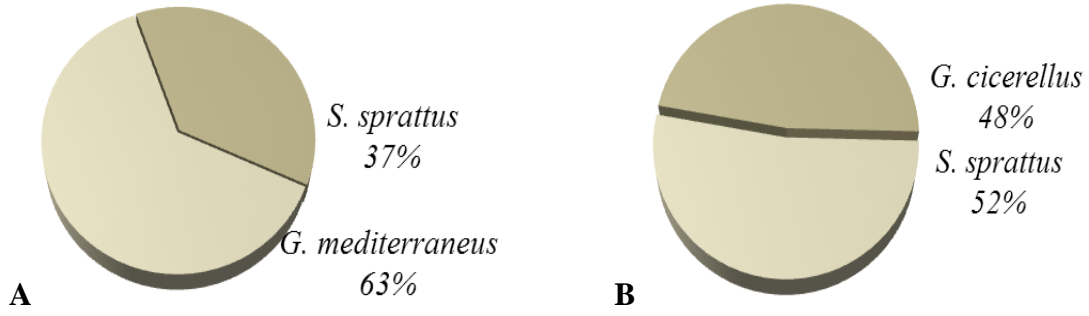 S. sprattus
37%
G. mediterraneus
63%
A
G. cicerellus
48%
S. sprattus
52%
B